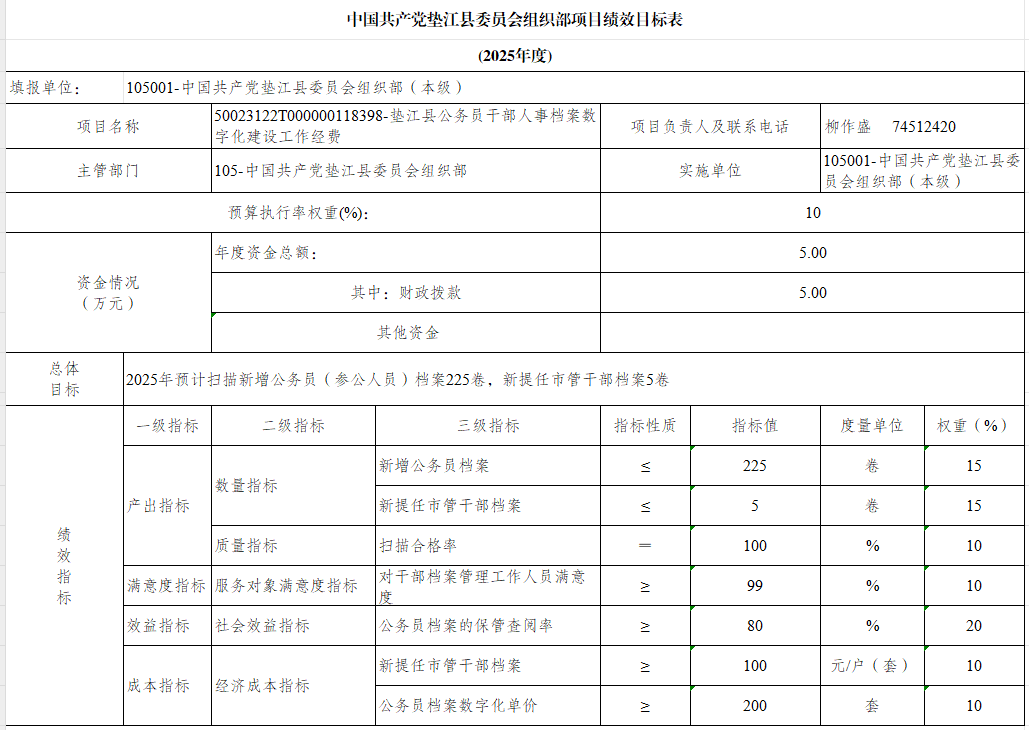 中国共产党垫江县委员会组织部项目绩效目标表
(2025年度)
填报单位： 105001-中国共产党垫江县委员会组织部（本级）
项目名称 50023122T000000118398-垫江县公务员干部人事档案数字化建设工作经费 项目负责人及联系电话 柳作盛 74512420
主管部门 105-中国共产党垫江县委员会组织部 实施单位 105001-中国共产党垫江县委员会组织部（本级）
预算执行率权重(%)： 10
资金情况
（万元）
年度资金总额： 5.00
其中：财政拨款 5.00
其他资金
总体
目标
2025年预计扫描新增公务员（参公人员）档案225卷，新提任市管干部档案5卷
绩
效
指
标
一级指标 二级指标 三级指标 指标性质 指标值 度量单位 权重（%）
产出指标 数量指标 新增公务员档案 ≤ 225 卷 15
新提任市管干部档案 ≤ 5 卷 15
质量指标 扫描合格率 ＝ 100 % 10
满意度指标 服务对象满意度指标 对干部档案管理工作人员满意度 ≥ 99 % 10
效益指标 社会效益指标 公务员档案的保管查阅率 ≥ 80 % 20
成本指标 经济成本指标 新提任市管干部档案 ≥ 100 元/户（套） 10
公务员档案数字化单价 ≥ 200 套 10